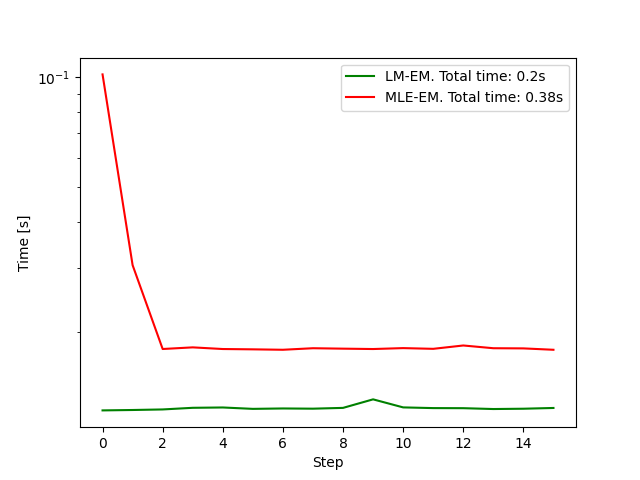 LM-EM. Total time: 0.2s
MLE-EM. Total time: 0.38s
10⁻¹
Time [s]
0 2 4 6 8 10 12 14
Step